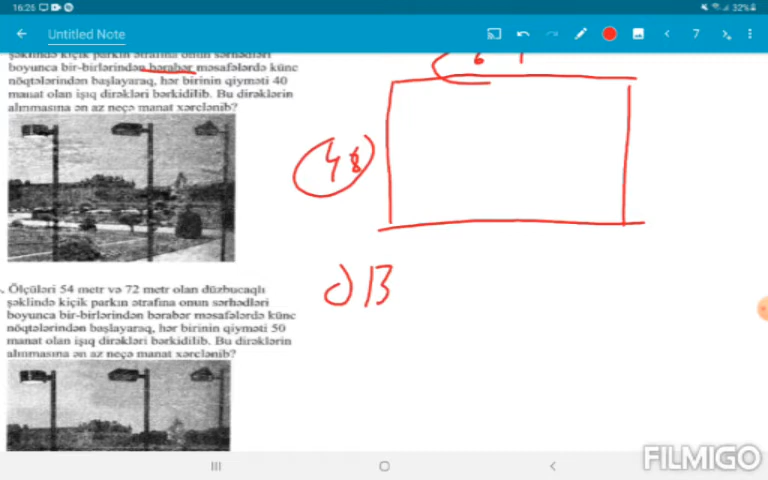 16:25
32%
Untitled Note
7
şəklində kiçik parkın ətrafına onun sərhədləri
boyunca bir-birlərindən bərabər məsafələrdə künc
nöqtələrindən başlayaraq, hər birinin qiyməti 40
manat olan işıq dirəkləri bərkidilib. Bu dirəklərin
alınmasına ən az neçə manat xərclənib?
48
ƏB
. Ölçüləri 54 metr və 72 metr olan düzbucaqlı
şəklində kiçik parkın ətrafına onun sərhədləri
boyunca bir-birlərindən bərabər məsafələrdə künc
nöqtələrindən başlayaraq, hər birinin qiyməti 50
manat olan işıq dirəkləri bərkidilib. Bu dirəklərin
alınmasına ən az neçə manat xərclənib?
FILMIGO